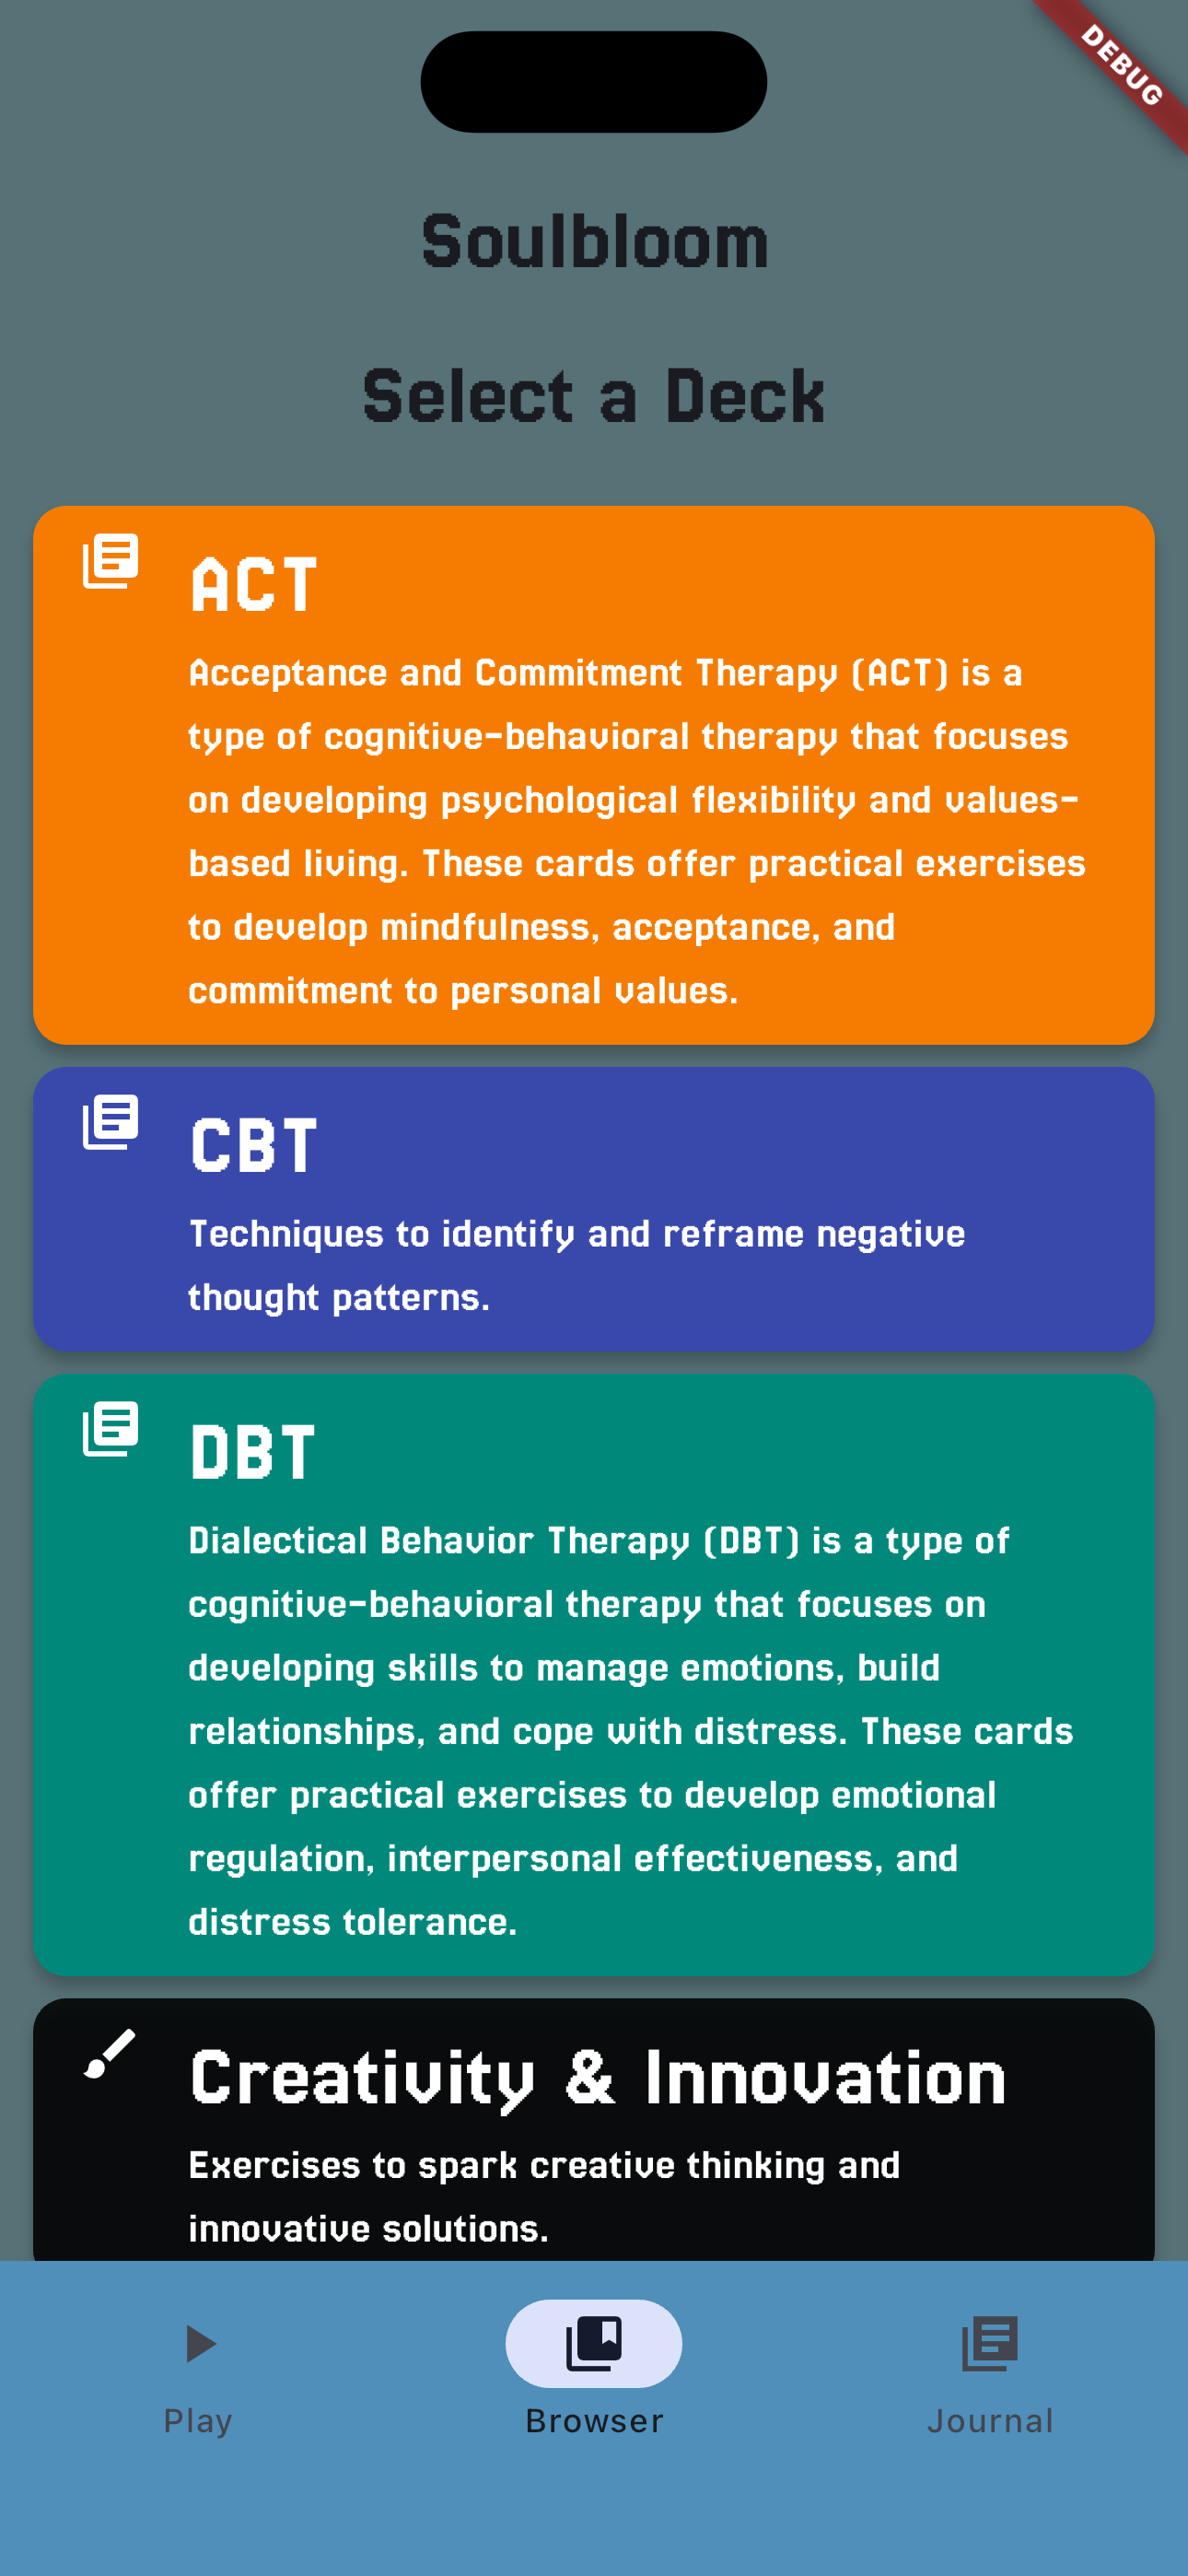 DEBUG
Soulbloom
Select a Deck
ACT
Acceptance and Commitment Therapy (ACT) is a
type of cognitive-behavioral therapy that focuses
on developing psychological flexibility and values-
based living. These cards offer practical exercises
to develop mindfulness, acceptance, and
commitment to personal values.
CBT
Techniques to identify and reframe negative
thought patterns.
DBT
Dialectical Behavior Therapy (DBT) is a type of
cognitive-behavioral therapy that focuses on
developing skills to manage emotions, build
relationships, and cope with distress. These cards
offer practical exercises to develop emotional
regulation, interpersonal effectiveness, and
distress tolerance.
Creativity & Innovation
Exercises to spark creative thinking and
innovative solutions.
Play
Browser
Journal